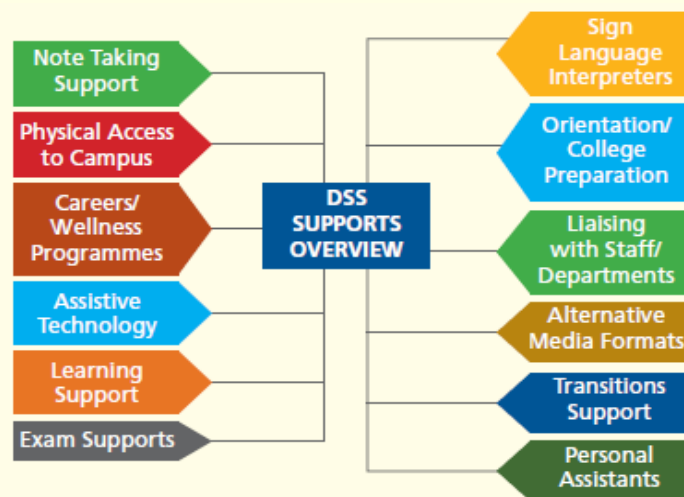 Note Taking
Support
Physical Access
to Campus
Careers/
Wellness
Programmes
Assistive
Technology
Learning
Support
Exam Supports
DSS
SUPPORTS
OVERVIEW
Sign
Language
Interpreters
Orientation/
College
Preparation
Liaising
with Staff/
Departments
Alternative
Media Formats
Transitions
Support
Personal
Assistants